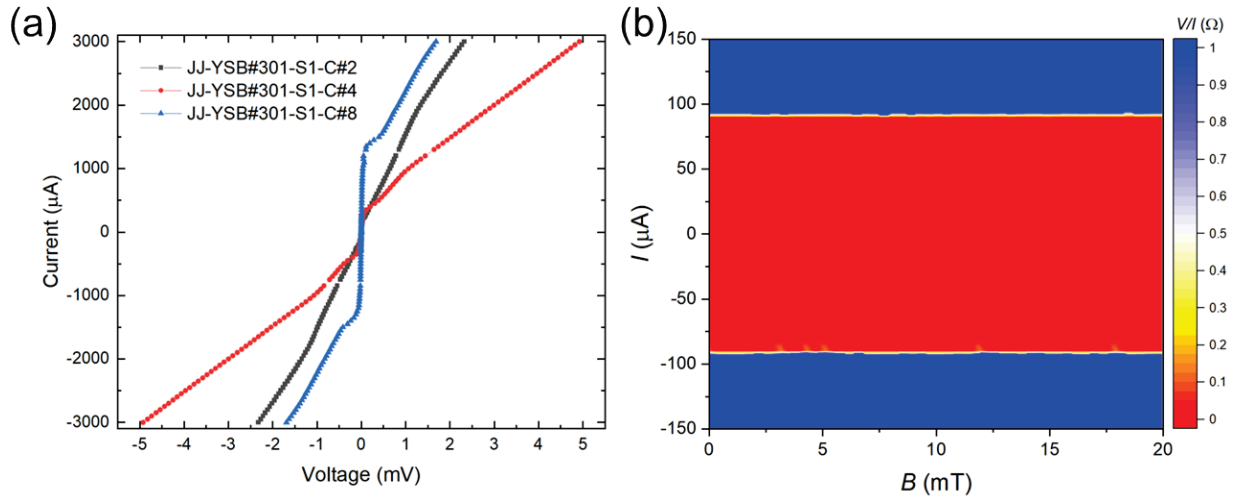 (a)
3000
2000
1000
0
-1000
-2000
-3000
Current (μA)
JJ-YSB#301-S1-C#2
JJ-YSB#301-S1-C#4
JJ-YSB#301-S1-C#8
-5 -4 -3 -2 -1 0 1 2 3 4 5
Voltage (mV)
(b)
150
100
50
0
-50
-100
-150
I (μA)
0 5 10 15 20
B (mT)
V/I (Ω)
1
0.9
0.8
0.7
0.6
0.5
0.4
0.3
0.2
0.1
0